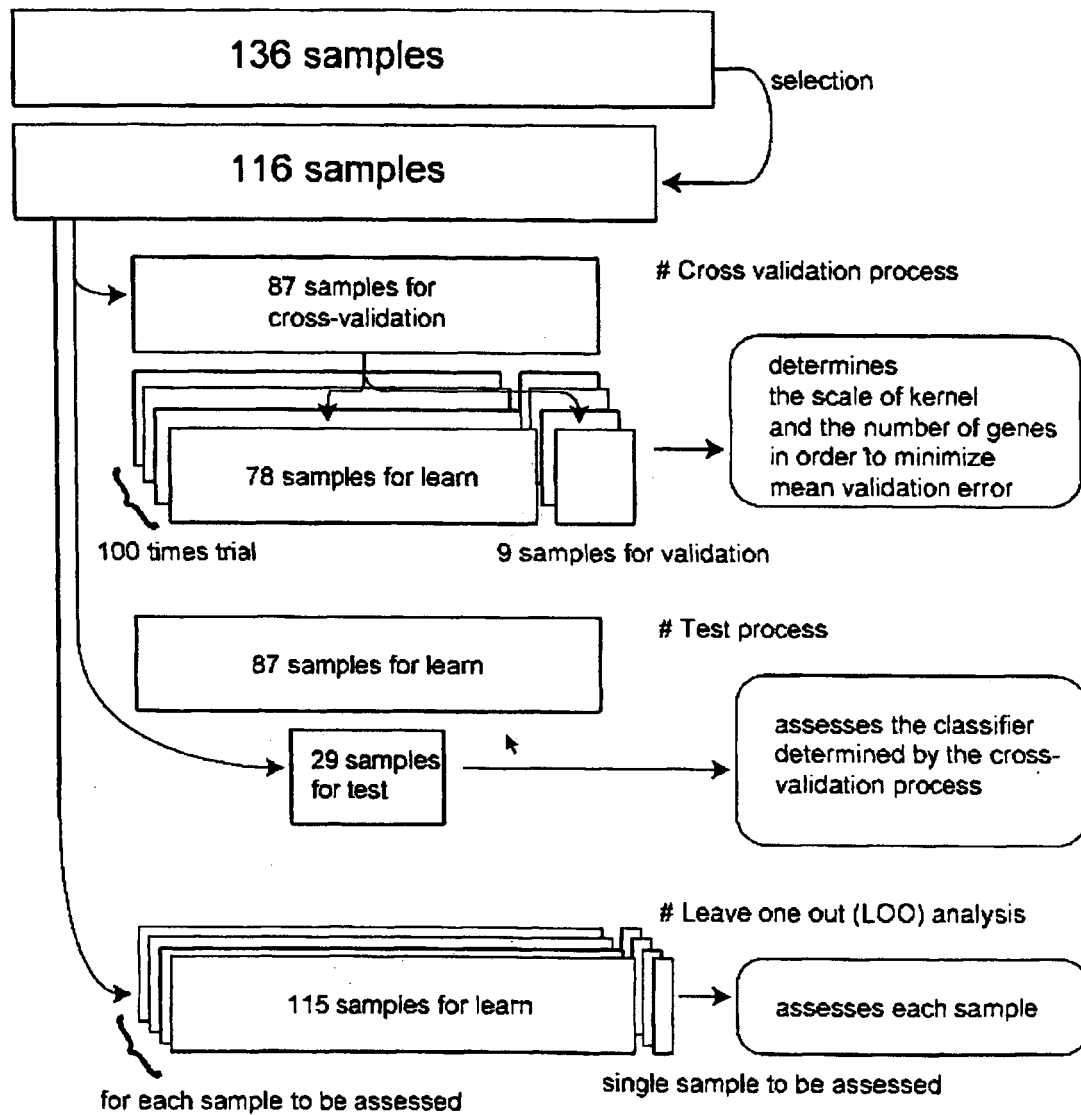 136 samples
selection
116 samples
# Cross validation process
87 samples for
cross-validation
determines
the scale of kernel
and the number of genes
in order to minimize
mean validation error
78 samples for learn
100 times trial
9 samples for validation
# Test process
87 samples for learn
29 samples
for test
assesses the classifier
determined by the cross-
validation process
# Leave one out (LOO) analysis
115 samples for learn
assesses each sample
for each sample to be assessed
single sample to be assessed